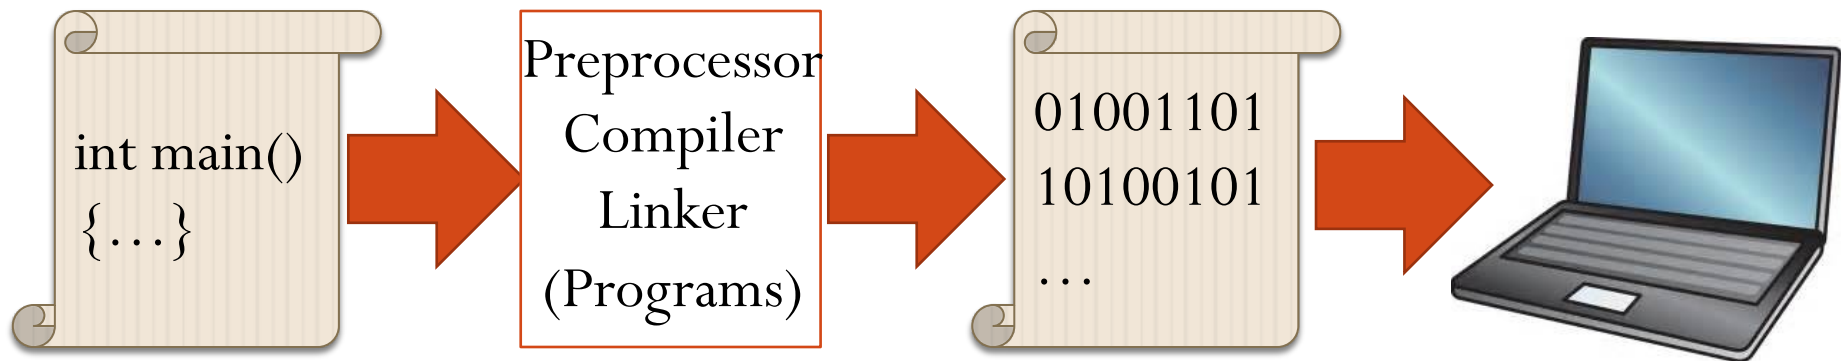 int main()
{…}
Preprocessor
Compiler
Linker
(Programs)
01001101
10100101
…